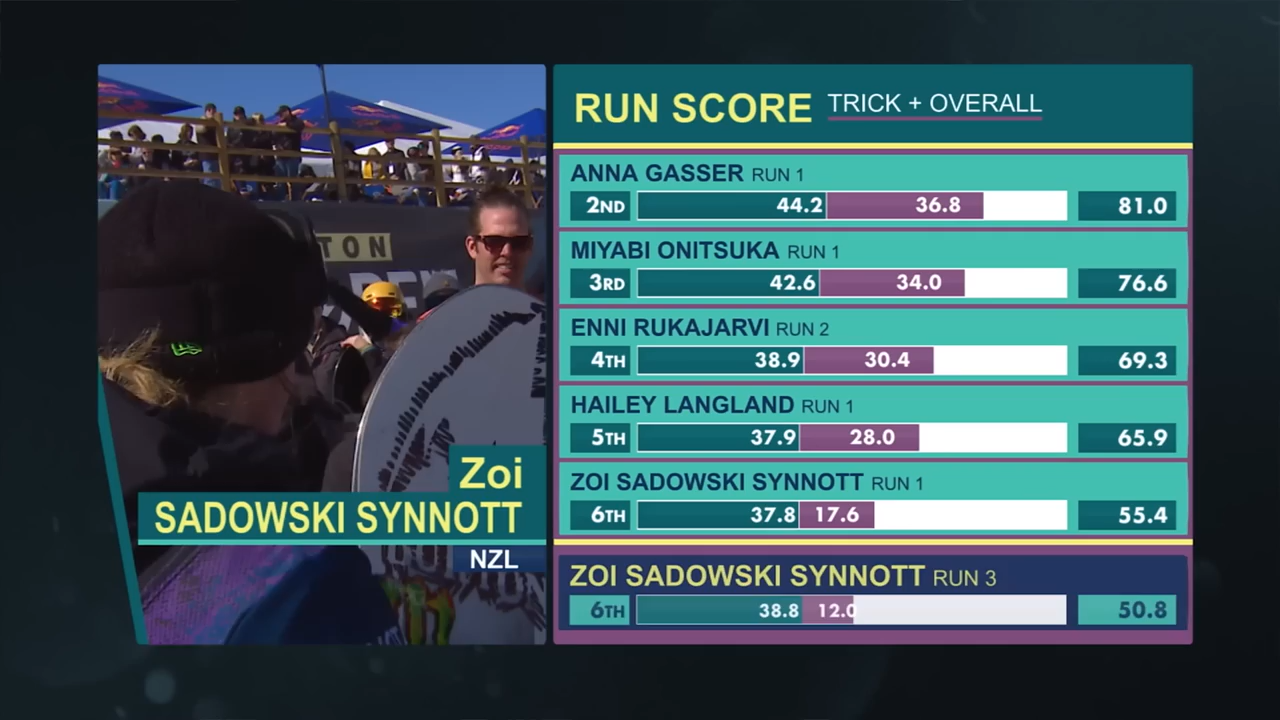 RUN SCORE TRICK + OVERALL
ANNA GASSER RUN 1
2ND 44.2 36.8 81.0
MIYABI ONITSUKA RUN 1
3RD 42.6 34.0 76.6
ENNI RUKAJARVI RUN 2
4TH 38.9 30.4 69.3
HAILEY LANGLAND RUN 1
5TH 37.9 28.0 65.9
ZOI SADOWSKI SYNNOTT RUN 1
6TH 37.8 17.6 55.4
ZOI SADOWSKI SYNNOTT RUN 3
6TH 38.8 12.0 50.8
TON
Zoi
SADOWSKI SYNNOTT
NZL